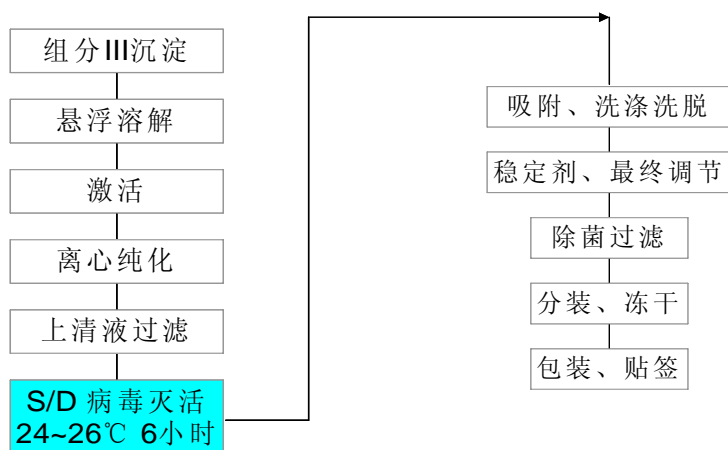 组分III沉淀
悬浮溶解
激活
离心纯化
上清液过滤
S/D 病毒灭活
24~26℃ 6小时
吸附、洗涤洗脱
稳定剂、最终调节
除菌过滤
分装、冻干
包装、贴签